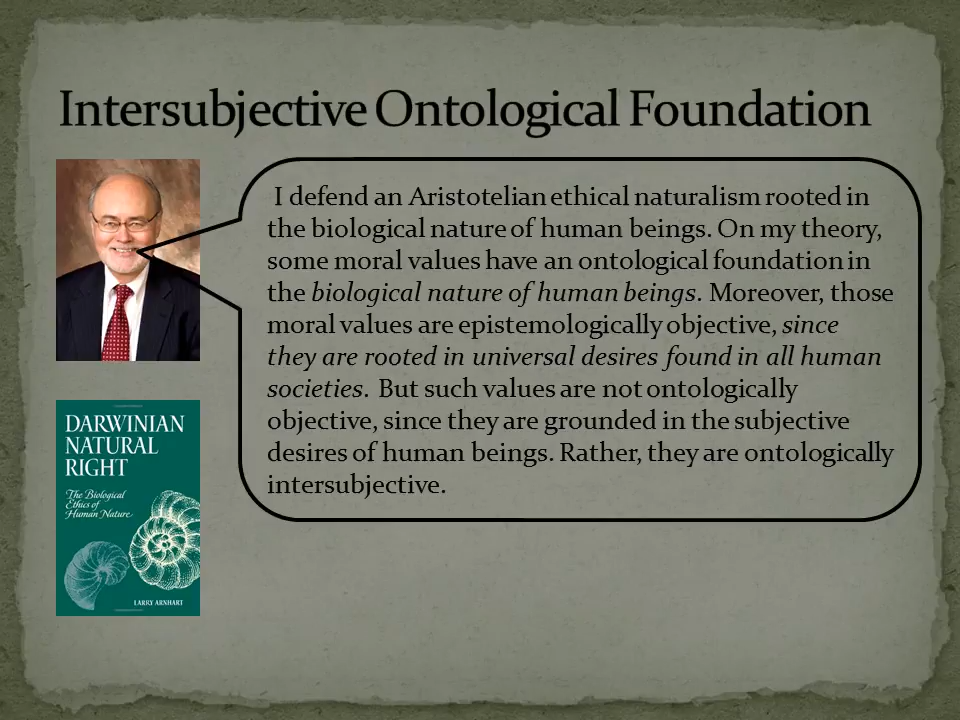 Intersubjective Ontological Foundation
I defend an Aristotelian ethical naturalism rooted in
the biological nature of human beings. On my theory,
some moral values have an ontological foundation in
the biological nature of human beings. Moreover, those
moral values are epistemologically objective, since
they are rooted in universal desires found in all human
societies. But such values are not ontologically
objective, since they are grounded in the subjective
desires of human beings. Rather, they are ontologically
intersubjective.
DARWINIAN
NATURAL
RIGHT
The Biological
Ethics of
Human Nature
LARRY ARNHART